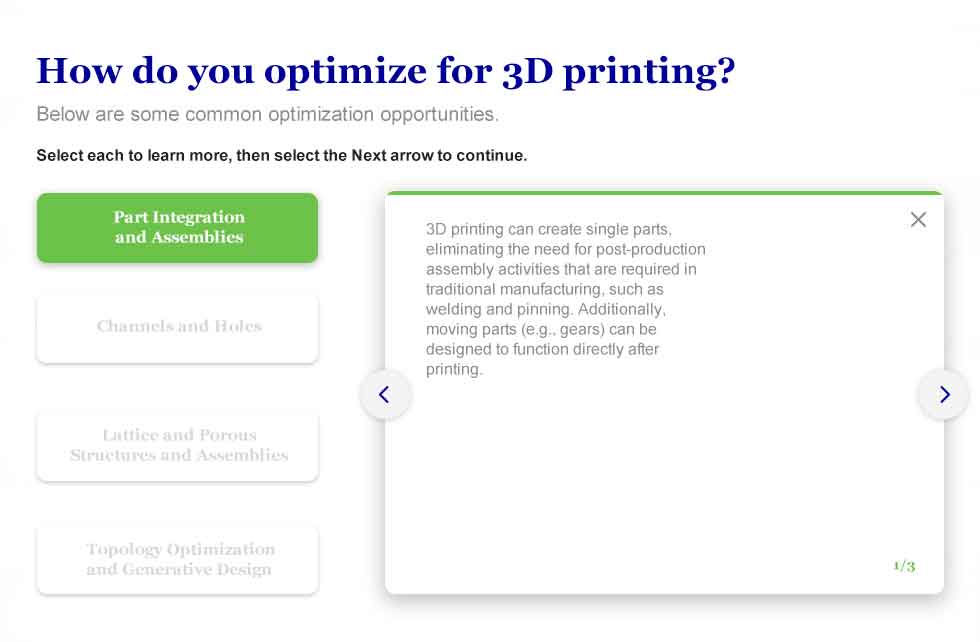 How do you optimize for 3D printing?
Below are some common optimization opportunities.
Select each to learn more, then select the Next arrow to continue.
Part Integration
and Assemblies
Channels and Holes
Lattice and Porous
Structures and Assemblies
Topology Optimization
and Generative Design
3D printing can create single parts,
eliminating the need for post-production
assembly activities that are required in
traditional manufacturing, such as
welding and pinning. Additionally,
moving parts (e.g., gears) can be
designed to function directly after
printing.
1/3